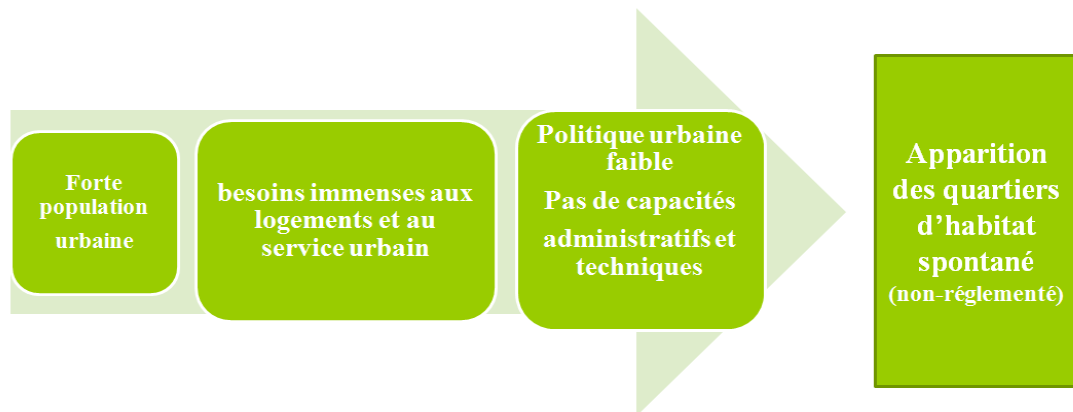 Forte
population
urbaine
besoins immenses aux
logements et au
service urbain
Politique urbaine
faible
Pas de capacités
administratifs et
techniques
Apparition
des quartiers
d’habitat
spontané
(non-réglementé)